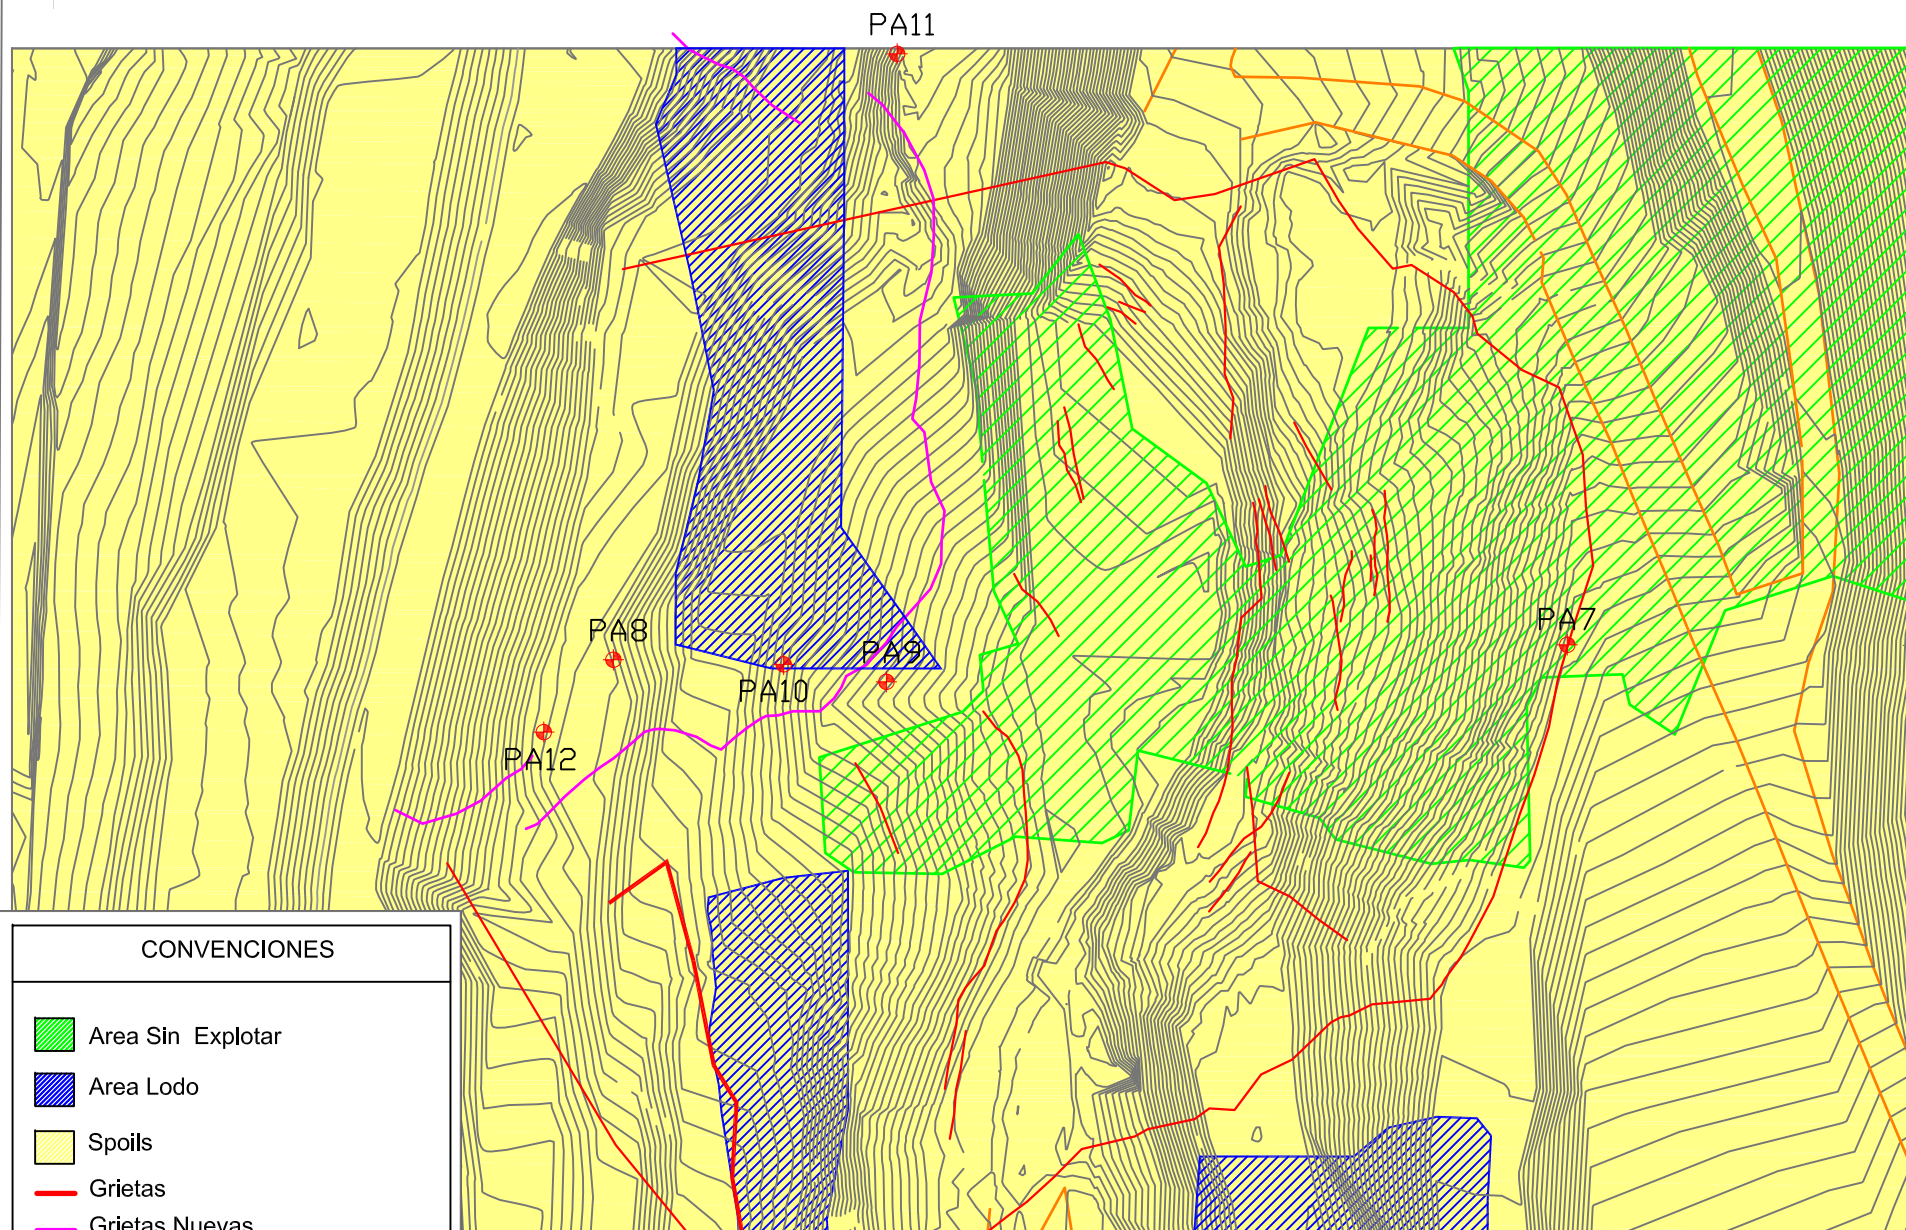 PA11
PA8
PA7
PA9
PA10
PA12
CONVENCIONES
Area Sin Explotar
Area Lodo
Spoils
Grietas
Grietas Nuevas